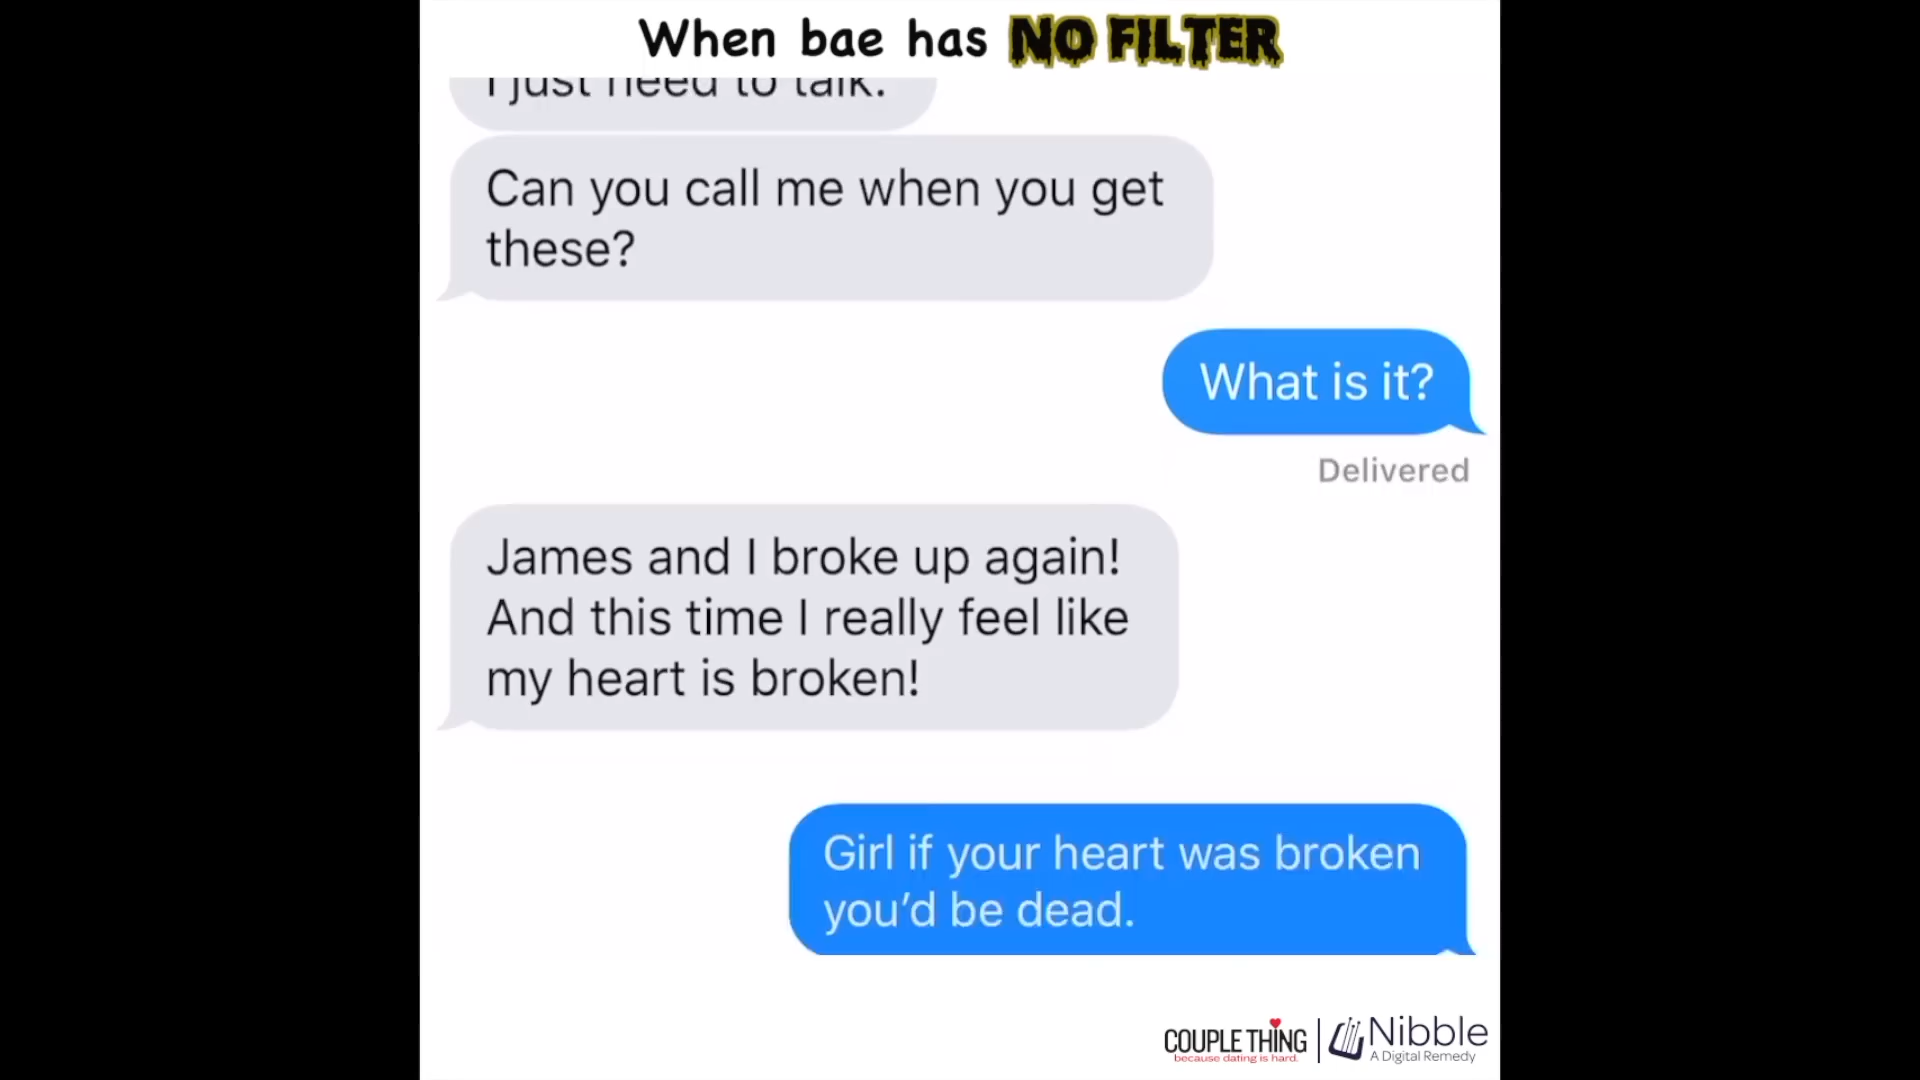 When bae has NO FILTER
I just need to talk.
Can you call me when you get
these?
What is it?
Delivered
James and I broke up again!
And this time I really feel like
my heart is broken!
Girl if your heart was broken
you’d be dead.
COUPLE THING
because dating is hard.
Nibble
A Digital Remedy